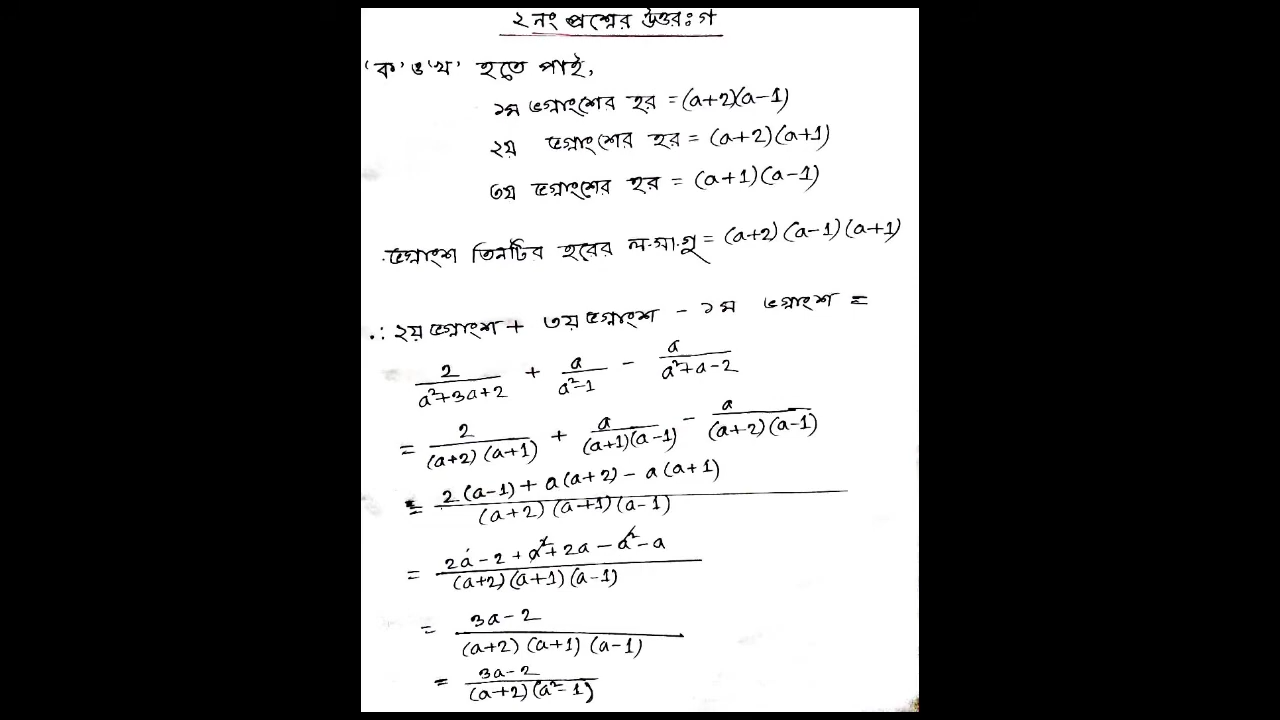 ২নং প্রশ্নের উত্তরঃ গ
'ক' ও 'খ' হতে পাই,
১ম ভগ্নাংশের হর = (a+2)(a-1)
২য় ভগ্নাংশের হর = (a+2)(a+1)
৩য় ভগ্নাংশের হর = (a+1)(a-1)
ভগ্নাংশ তিনটির হরের ল.সা.গু = (a+2)(a-1)(a+1)
∴ ২য় ভগ্নাংশ + ৩য় ভগ্নাংশ - ১ম ভগ্নাংশ =
2/(a²+3a+2) + a/(a²-1) - a/(a²+a-2)
= 2/((a+2)(a+1)) + a/((a+1)(a-1)) - a/((a+2)(a-1))
= (2(a-1)+a(a+2)-a(a+1))/((a+2)(a+1)(a-1))
= (2a-2+a²+2a-a²-a)/((a+2)(a+1)(a-1))
= (3a-2)/((a+2)(a+1)(a-1))
= (3a-2)/((a+2)(a²-1))